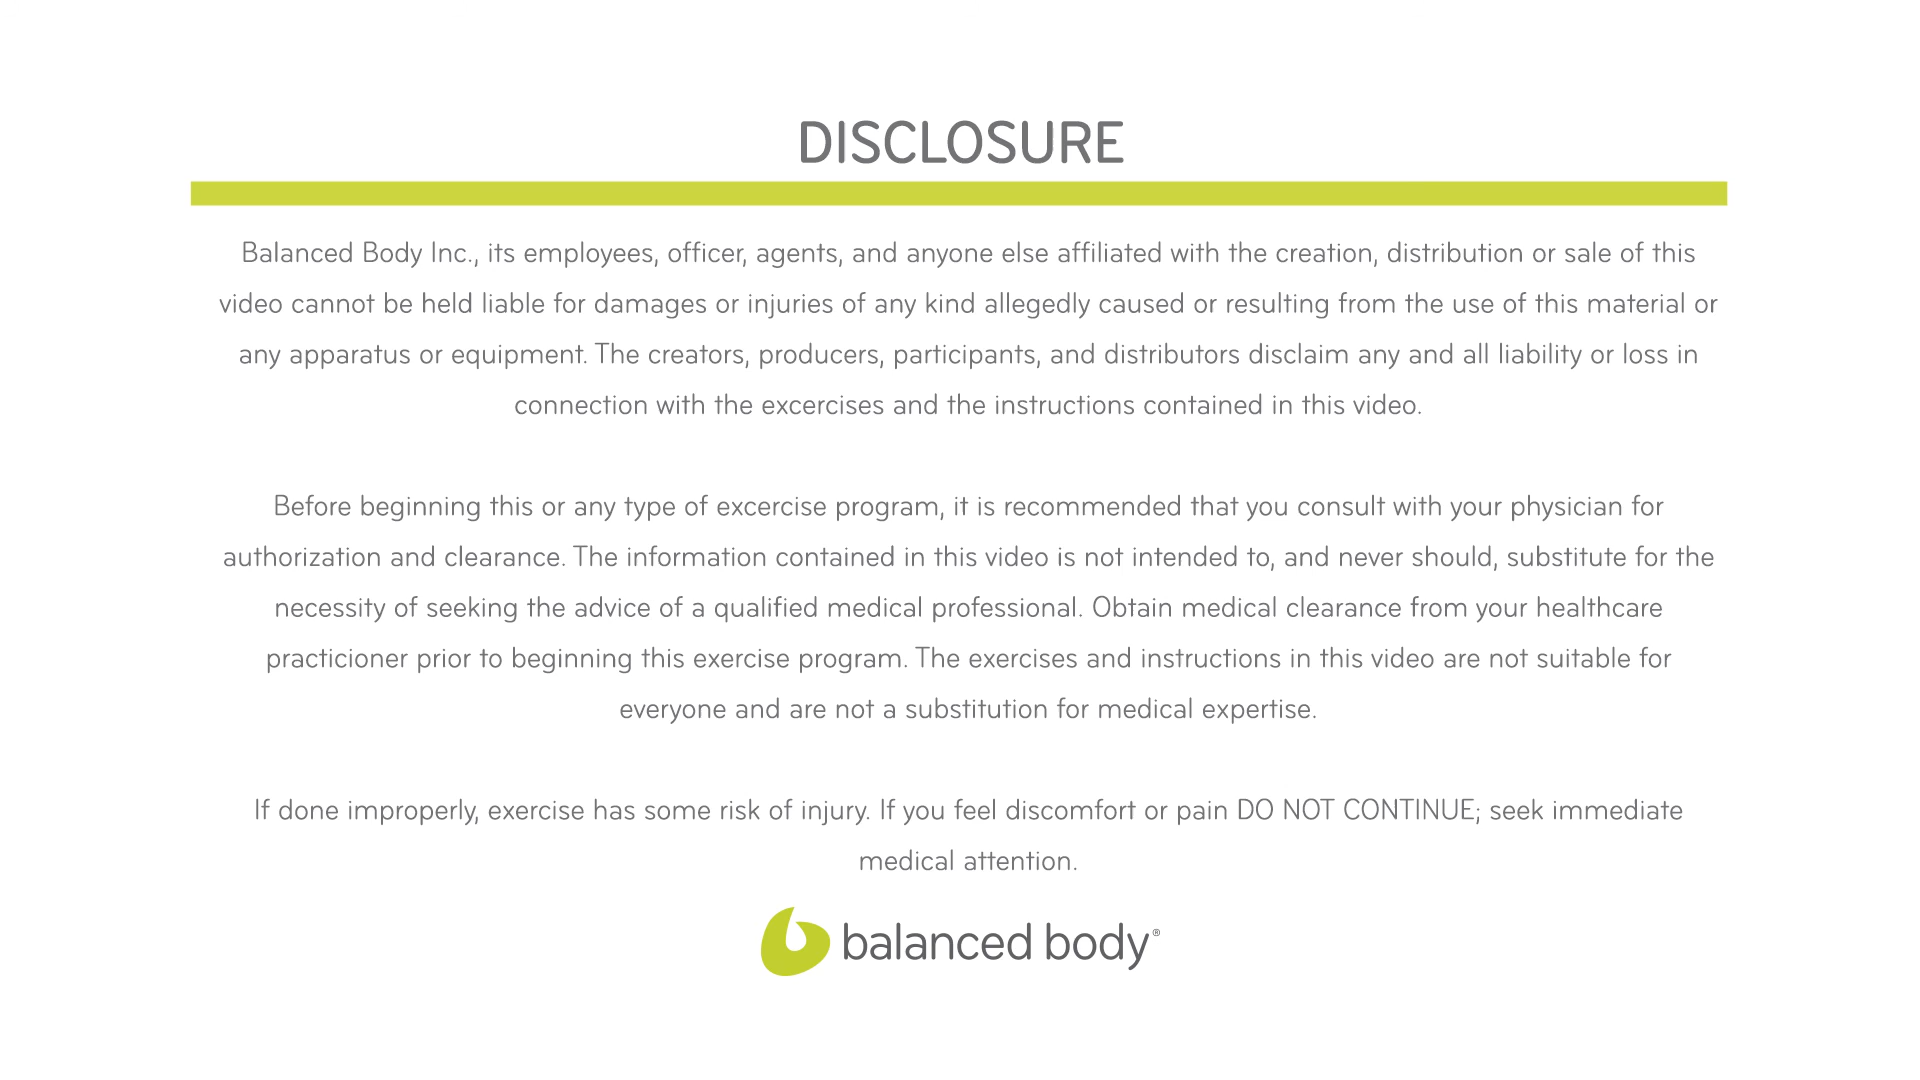 DISCLOSURE
Balanced Body Inc., its employees, officer, agents, and anyone else affiliated with the creation, distribution or sale of this
video cannot be held liable for damages or injuries of any kind allegedly caused or resulting from the use of this material or
any apparatus or equipment. The creators, producers, participants, and distributors disclaim any and all liability or loss in
connection with the excercises and the instructions contained in this video.
Before beginning this or any type of excercise program, it is recommended that you consult with your physician for
authorization and clearance. The information contained in this video is not intended to, and never should, substitute for the
necessity of seeking the advice of a qualified medical professional. Obtain medical clearance from your healthcare
practicioner prior to beginning this exercise program. The exercises and instructions in this video are not suitable for
everyone and are not a substitution for medical expertise.
If done improperly, exercise has some risk of injury. If you feel discomfort or pain DO NOT CONTINUE; seek immediate
medical attention.
balanced body®